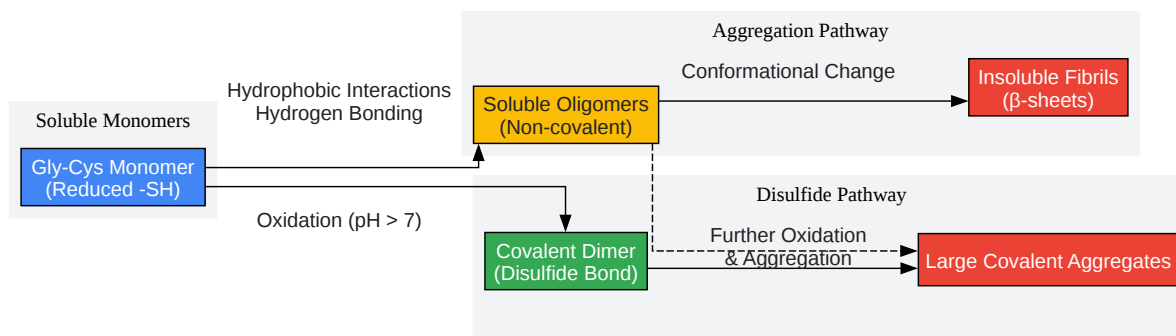 Aggregation Pathway
Conformational Change
Insoluble Fibrils
(β-sheets)
Hydrophobic Interactions
Hydrogen Bonding
Soluble Oligomers
(Non-covalent)
Soluble Monomers
Gly-Cys Monomer
(Reduced -SH)
Disulfide Pathway
Oxidation (pH > 7)
Covalent Dimer
(Disulfide Bond)
Further Oxidation
& Aggregation
Large Covalent Aggregates